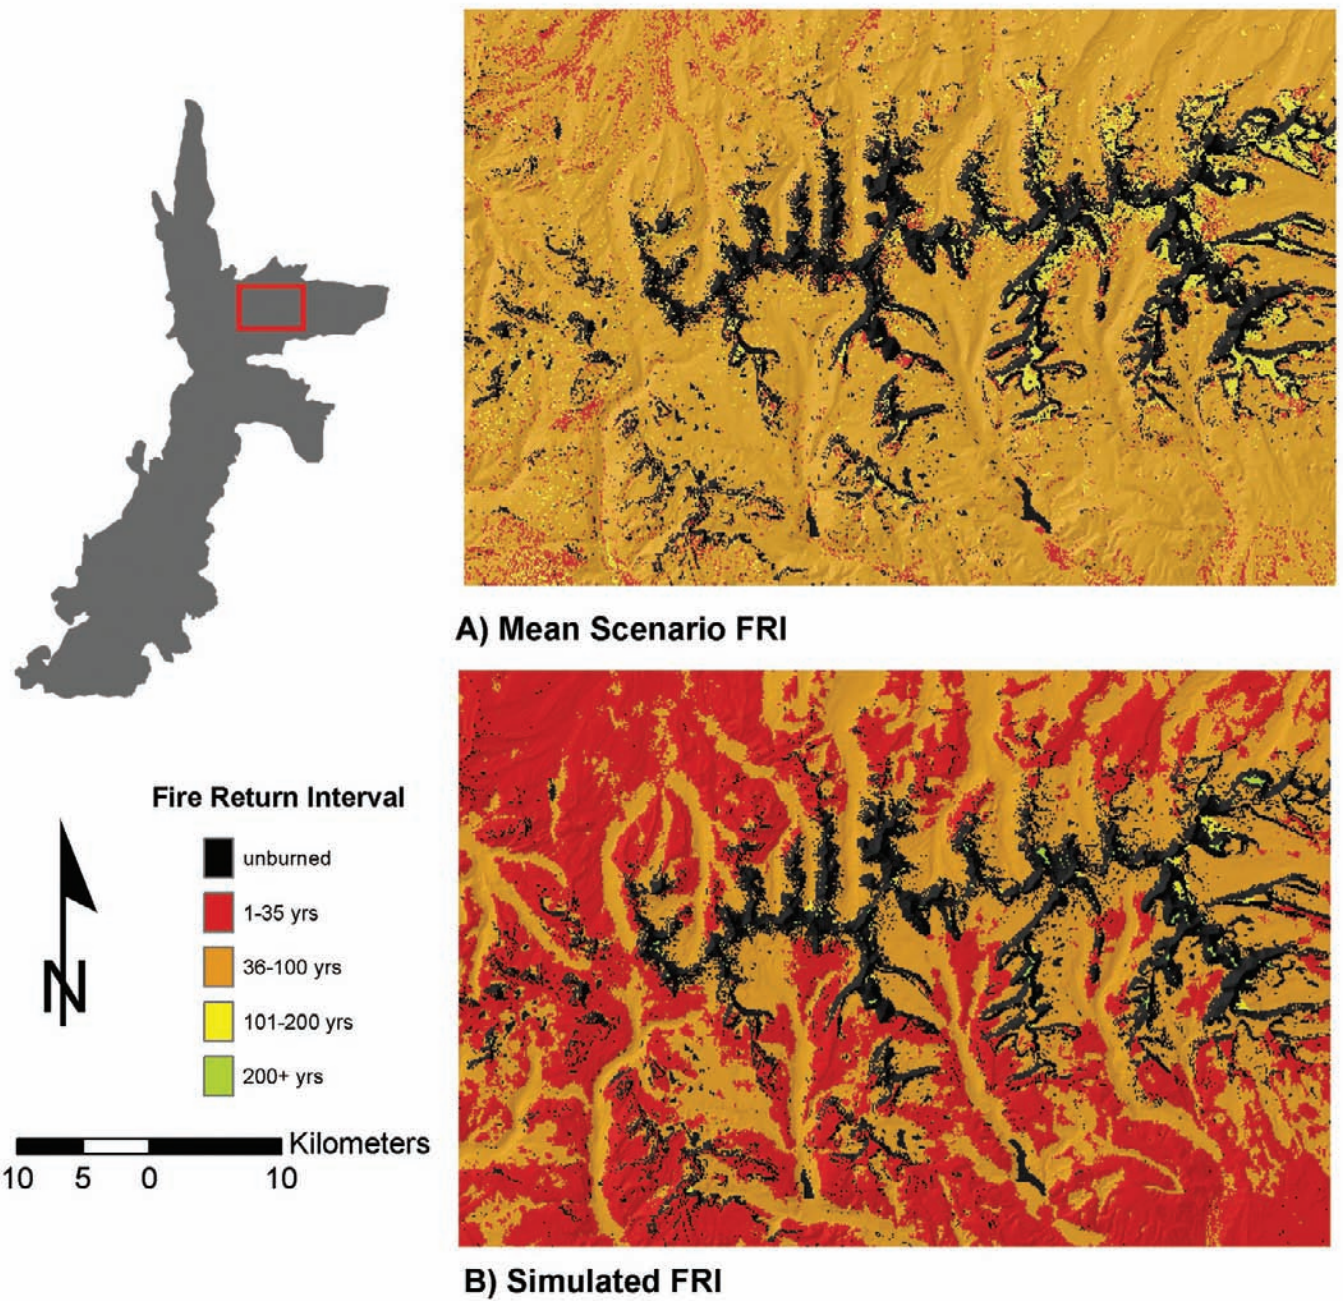 A) Mean Scenario FRI
Fire Return Interval
unburned
1-35 yrs
36-100 yrs
101-200 yrs
200+ yrs
N
Kilometers
10 5 0 10
B) Simulated FRI